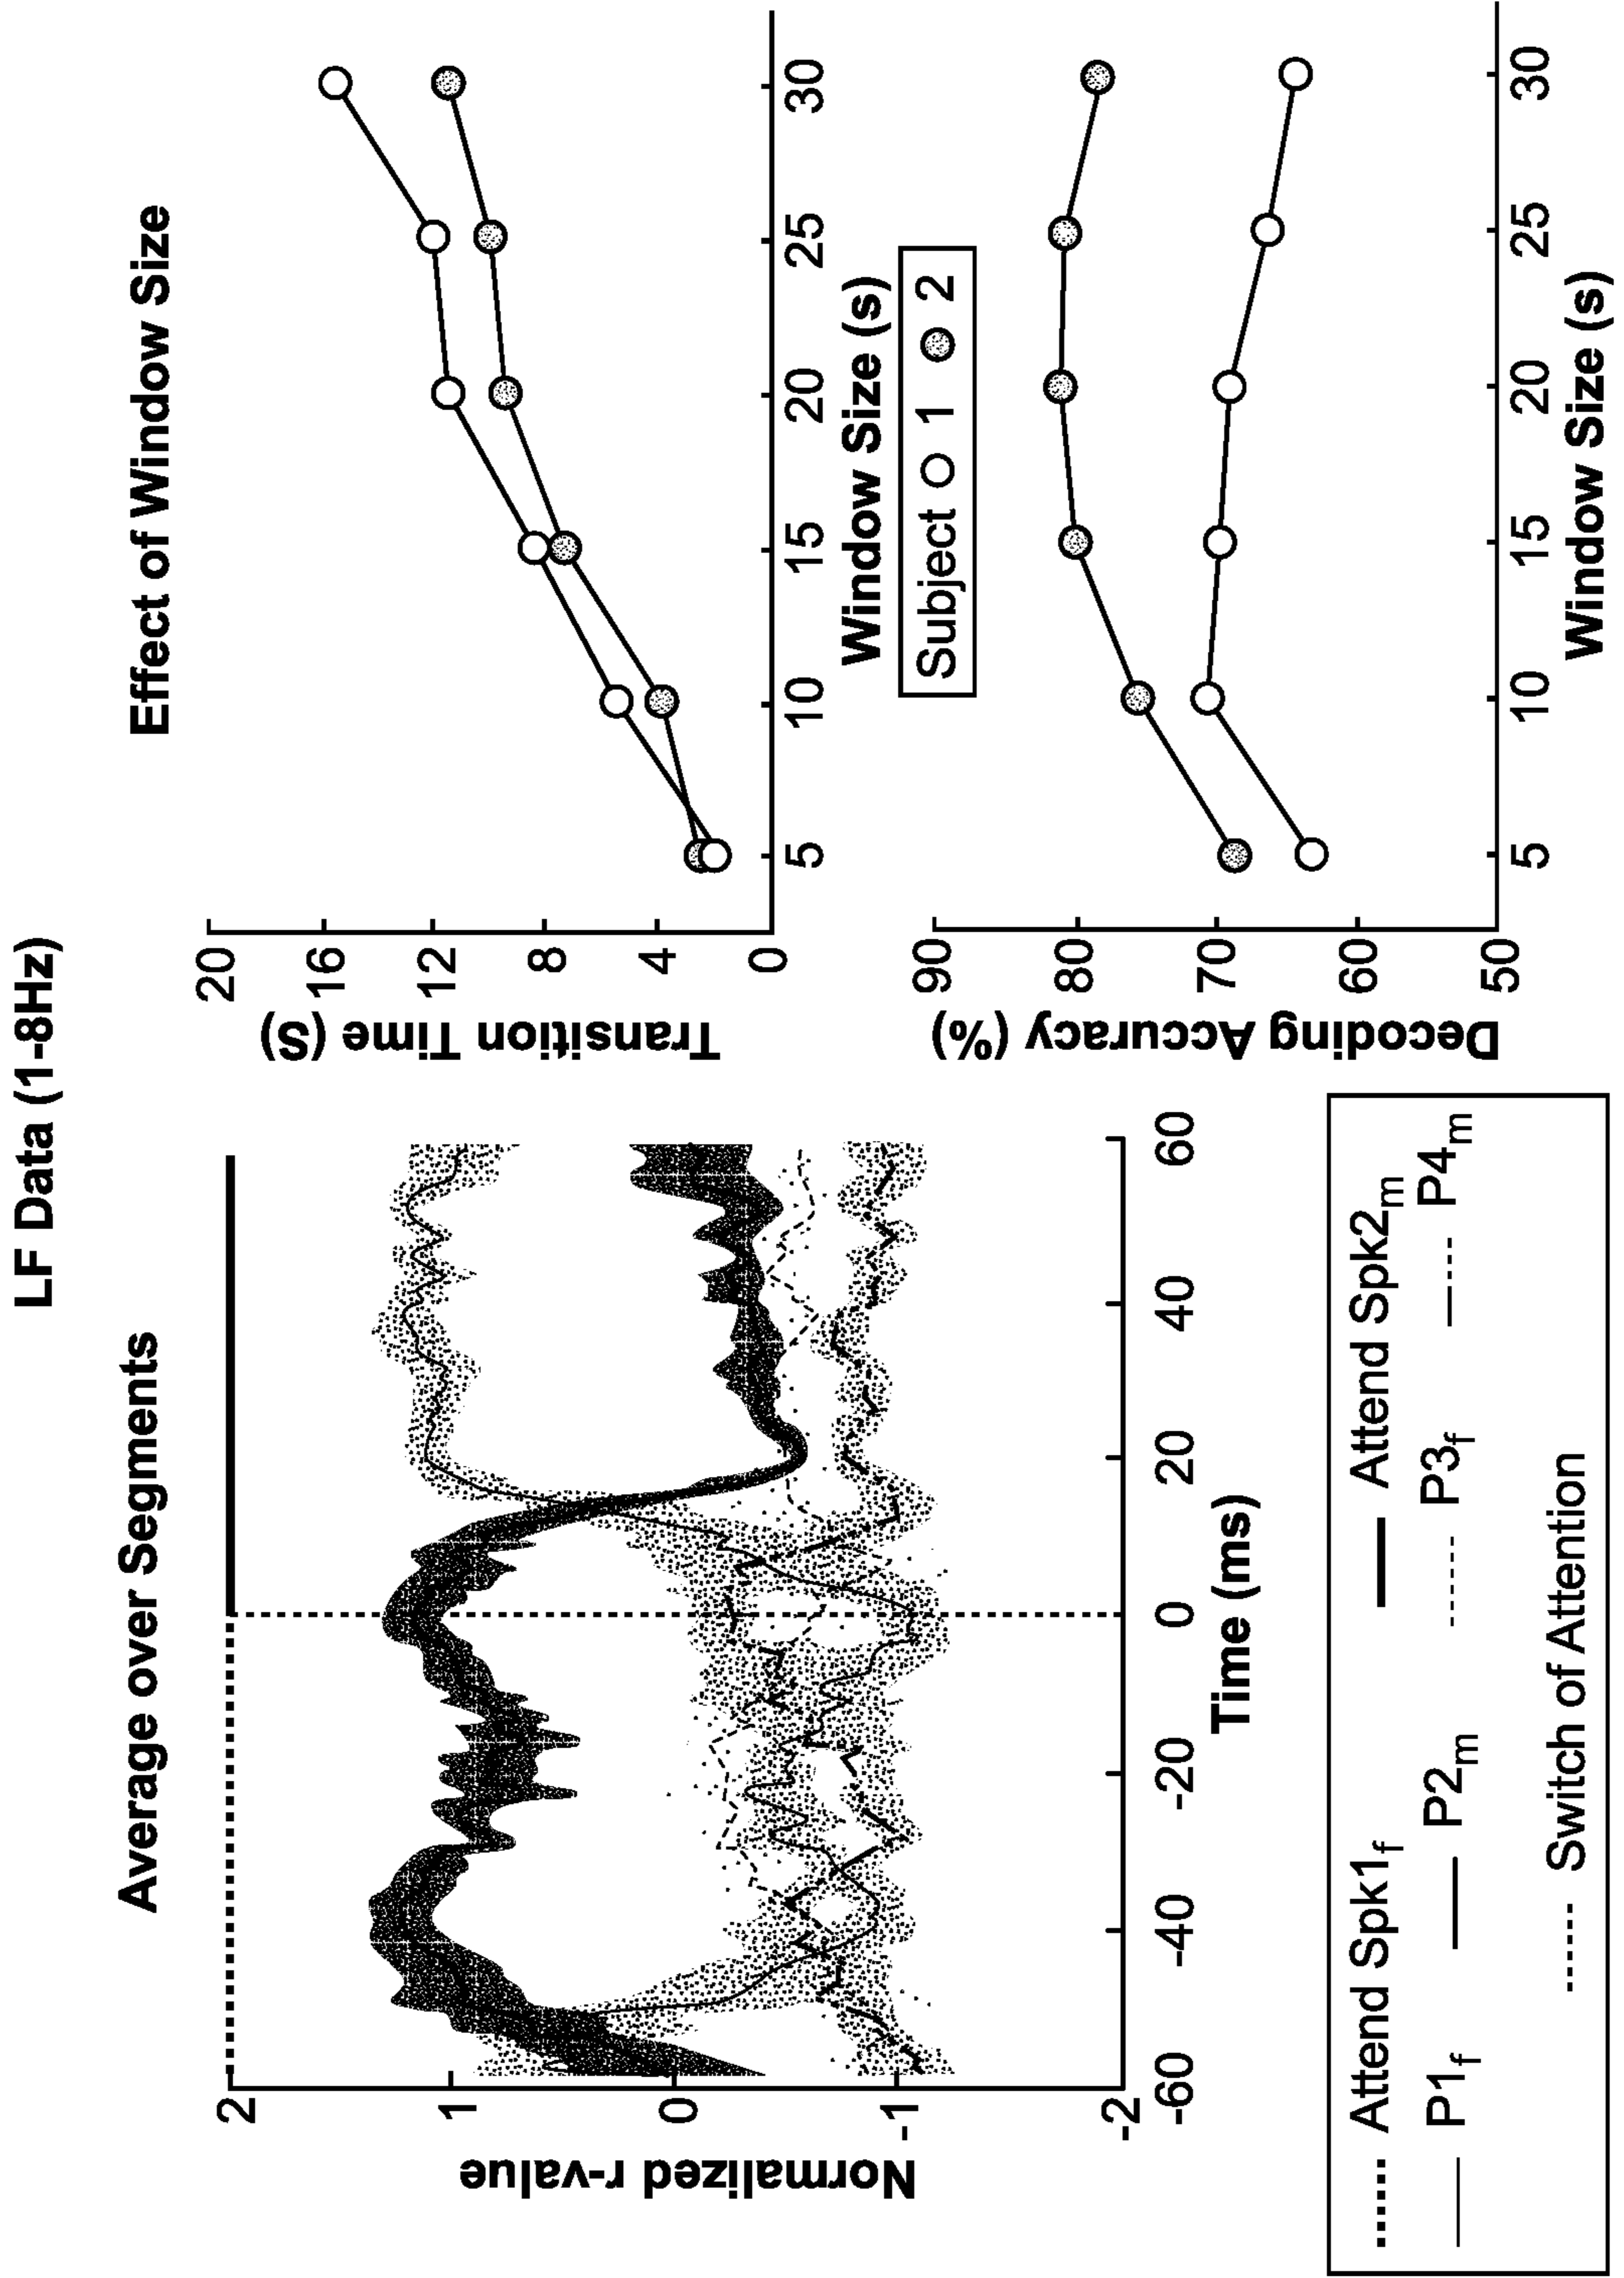 LF Data (1-8Hz)
Average over Segments
Normalized r-value
2
1
0
-1
-2
-60 -40 -20 0 20 40 60
Time (ms)
Attend Spk1f Attend Spk2m
P1f P2m P3f P4m
Switch of Attention
Effect of Window Size
Transition Time (S)
20
16
12
8
4
0
5 10 15 20 25 30
Window Size (s)
Subject 1 2
Decoding Accuracy (%)
90
80
70
60
50
5 10 15 20 25 30
Window Size (s)